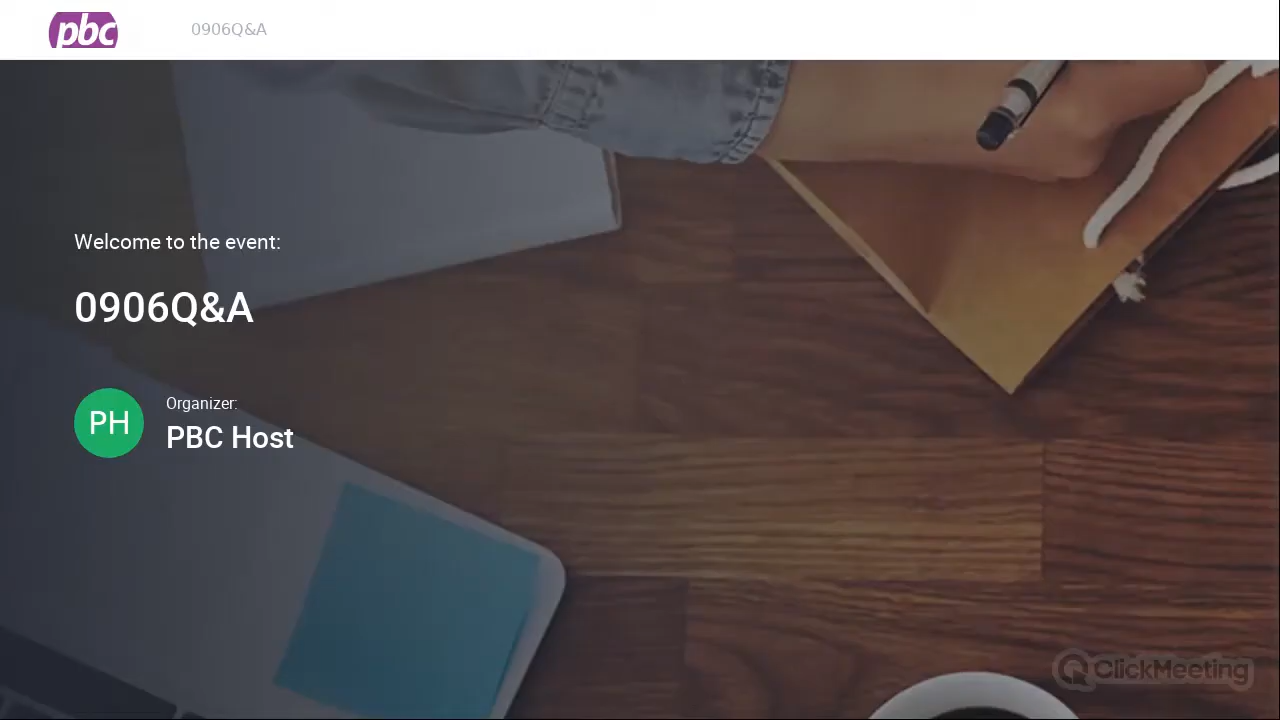 pbc
0906Q&A
Welcome to the event:
0906Q&A
PH
Organizer:
PBC Host
ClickMeeting